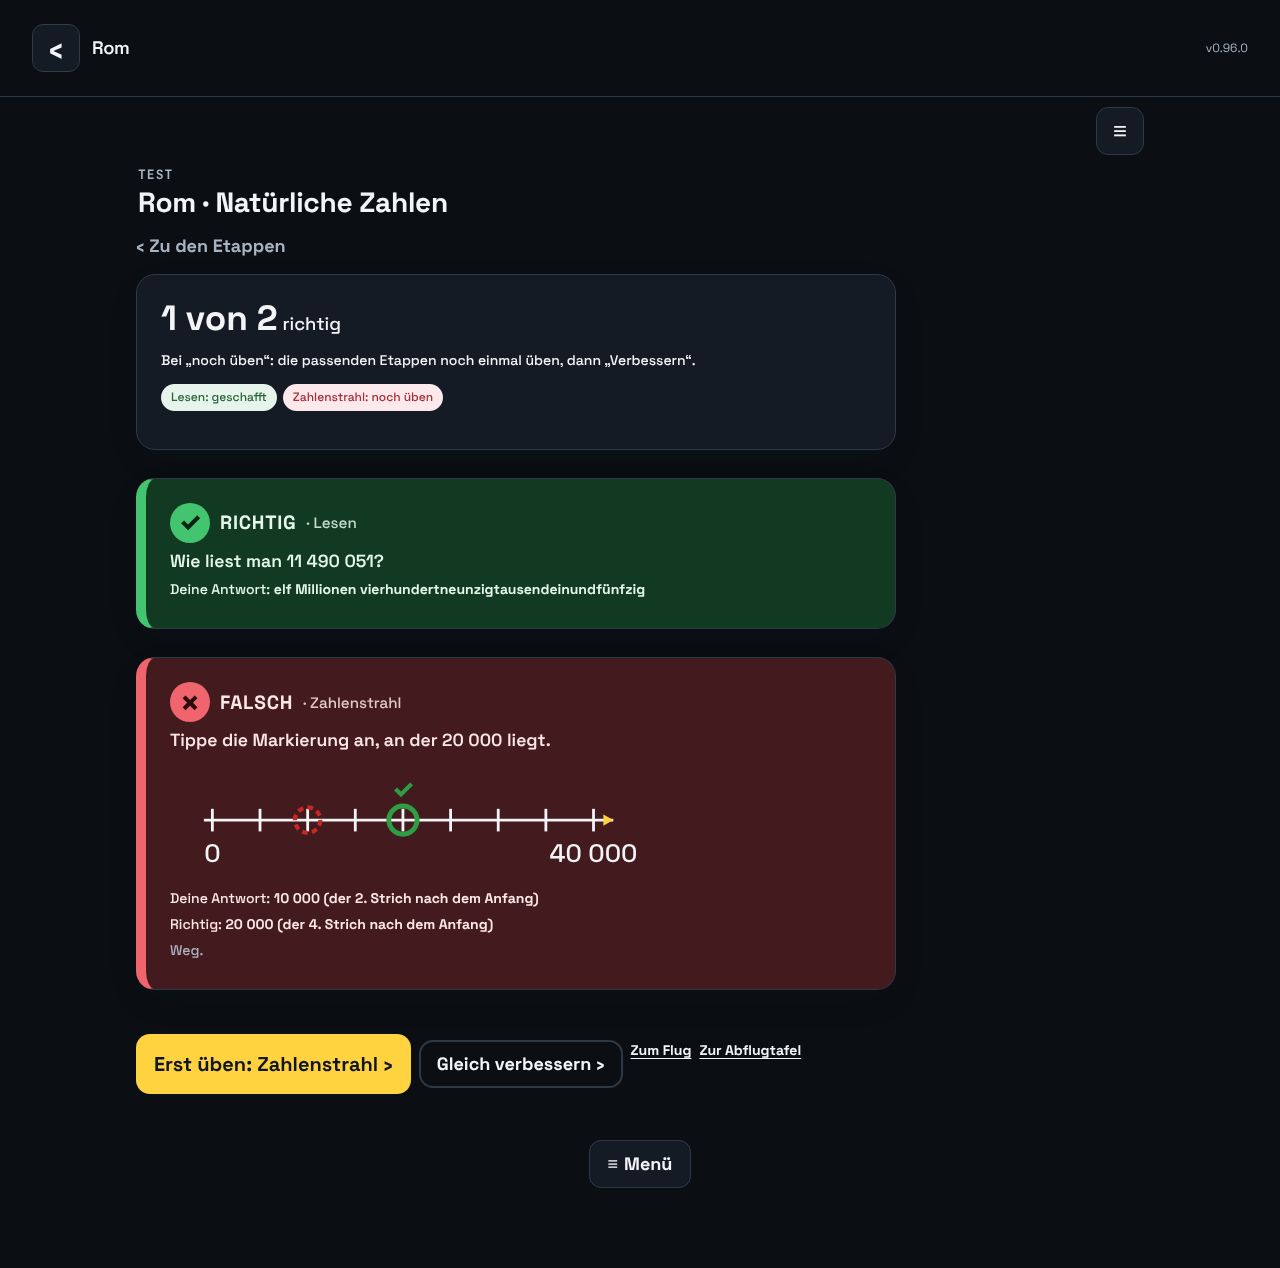 <
Rom
v0.96.0
≡
TEST
Rom · Natürliche Zahlen
< Zu den Etappen
1 von 2 richtig
Bei „noch üben“: die passenden Etappen noch einmal üben, dann „Verbessern“.
Lesen: geschafft
Zahlenstrahl: noch üben
RICHTIG · Lesen
Wie liest man 11 490 051?
Deine Antwort: elf Millionen vierhundertneunzigtausendeinundfünfzig
FALSCH · Zahlenstrahl
Tippe die Markierung an, an der 20 000 liegt.
0
40 000
Deine Antwort: 10 000 (der 2. Strich nach dem Anfang)
Richtig: 20 000 (der 4. Strich nach dem Anfang)
Weg.
Erst üben: Zahlenstrahl >
Gleich verbessern >
Zum Flug
Zur Abflugtafel
≡ Menü